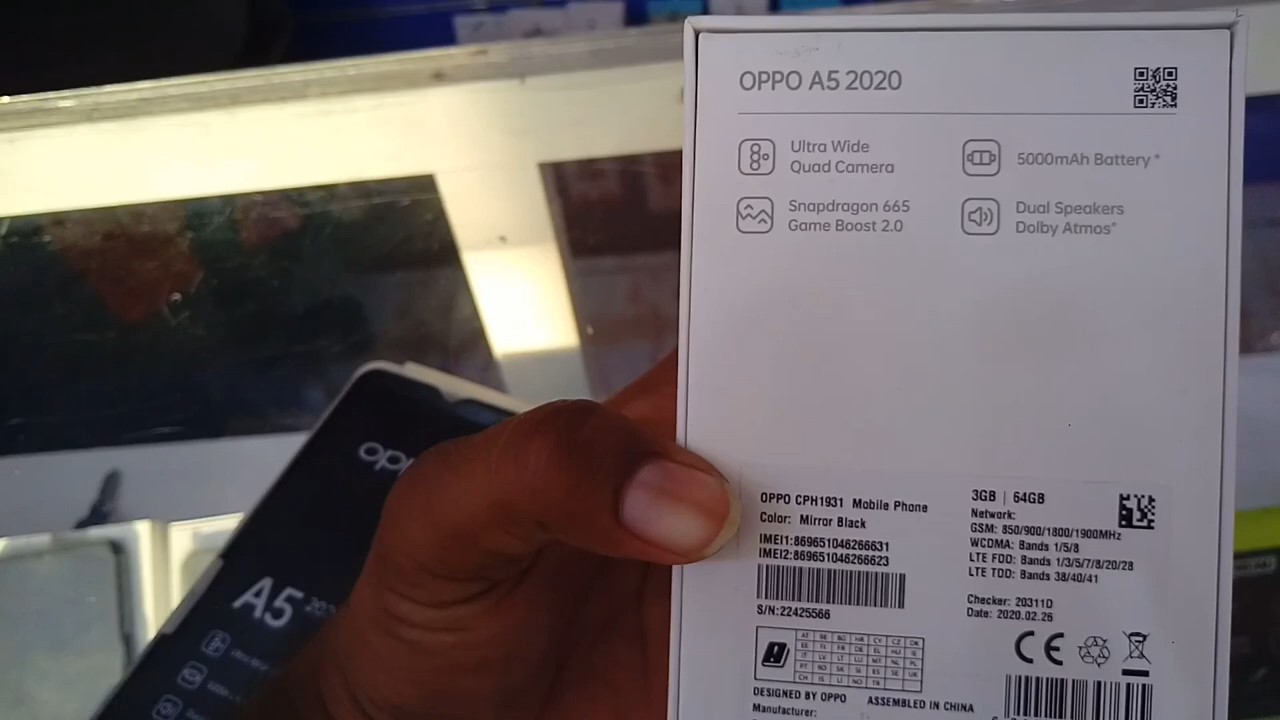 OPPO A5 2020
Ultra Wide
Quad Camera
5000mAh Battery*
Snapdragon 665
Game Boost 2.0
Dual Speakers
Dolby Atmos*
OPPO CPH1931 Mobile Phone
Color: Mirror Black
IMEI1:869651046266631
IMEI2:869651046266623
S/N:22425566
3GB | 64GB
Network:
GSM: 850/900/1800/1900MHz
WCDMA: Bands 1/5/8
LTE FDD: Bands 1/3/5/7/8/20/28
LTE TDD: Bands 38/40/41
Checker: 20311D
Date: 2020.02.26
CE
DESIGNED BY OPPO ASSEMBLED IN CHINA
Manufacturer:
A5